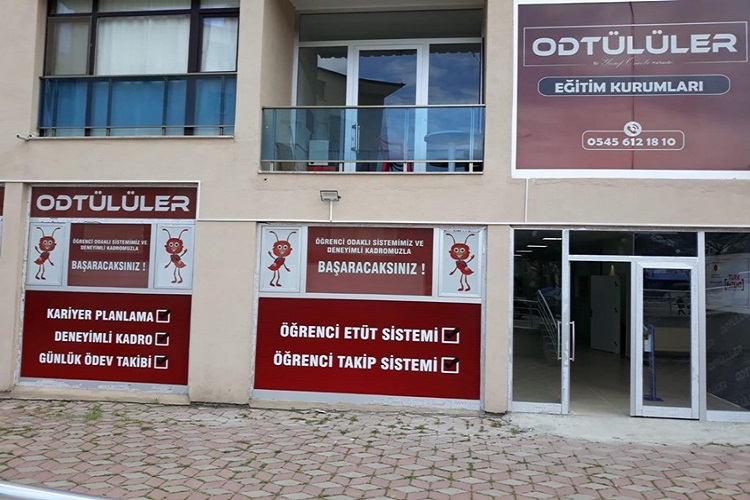 ODTÜLÜLER
EĞİTİM KURUMLARI
0545 612 18 10
ODTÜLÜLER
ÖĞRENCİ ODAKLI SİSTEMİMİZ VE
DENEYİMLİ KADROMUZLA
BAŞARACAKSINIZ !
KARİYER PLANLAMA
DENEYİMLİ KADRO
GÜNLÜK ÖDEV TAKİBİ
ÖĞRENCİ ODAKLI SİSTEMİMİZ VE
DENEYİMLİ KADROMUZLA
BAŞARACAKSINIZ !
ÖĞRENCİ ETÜT SİSTEMİ
ÖĞRENCİ TAKİP SİSTEMİ